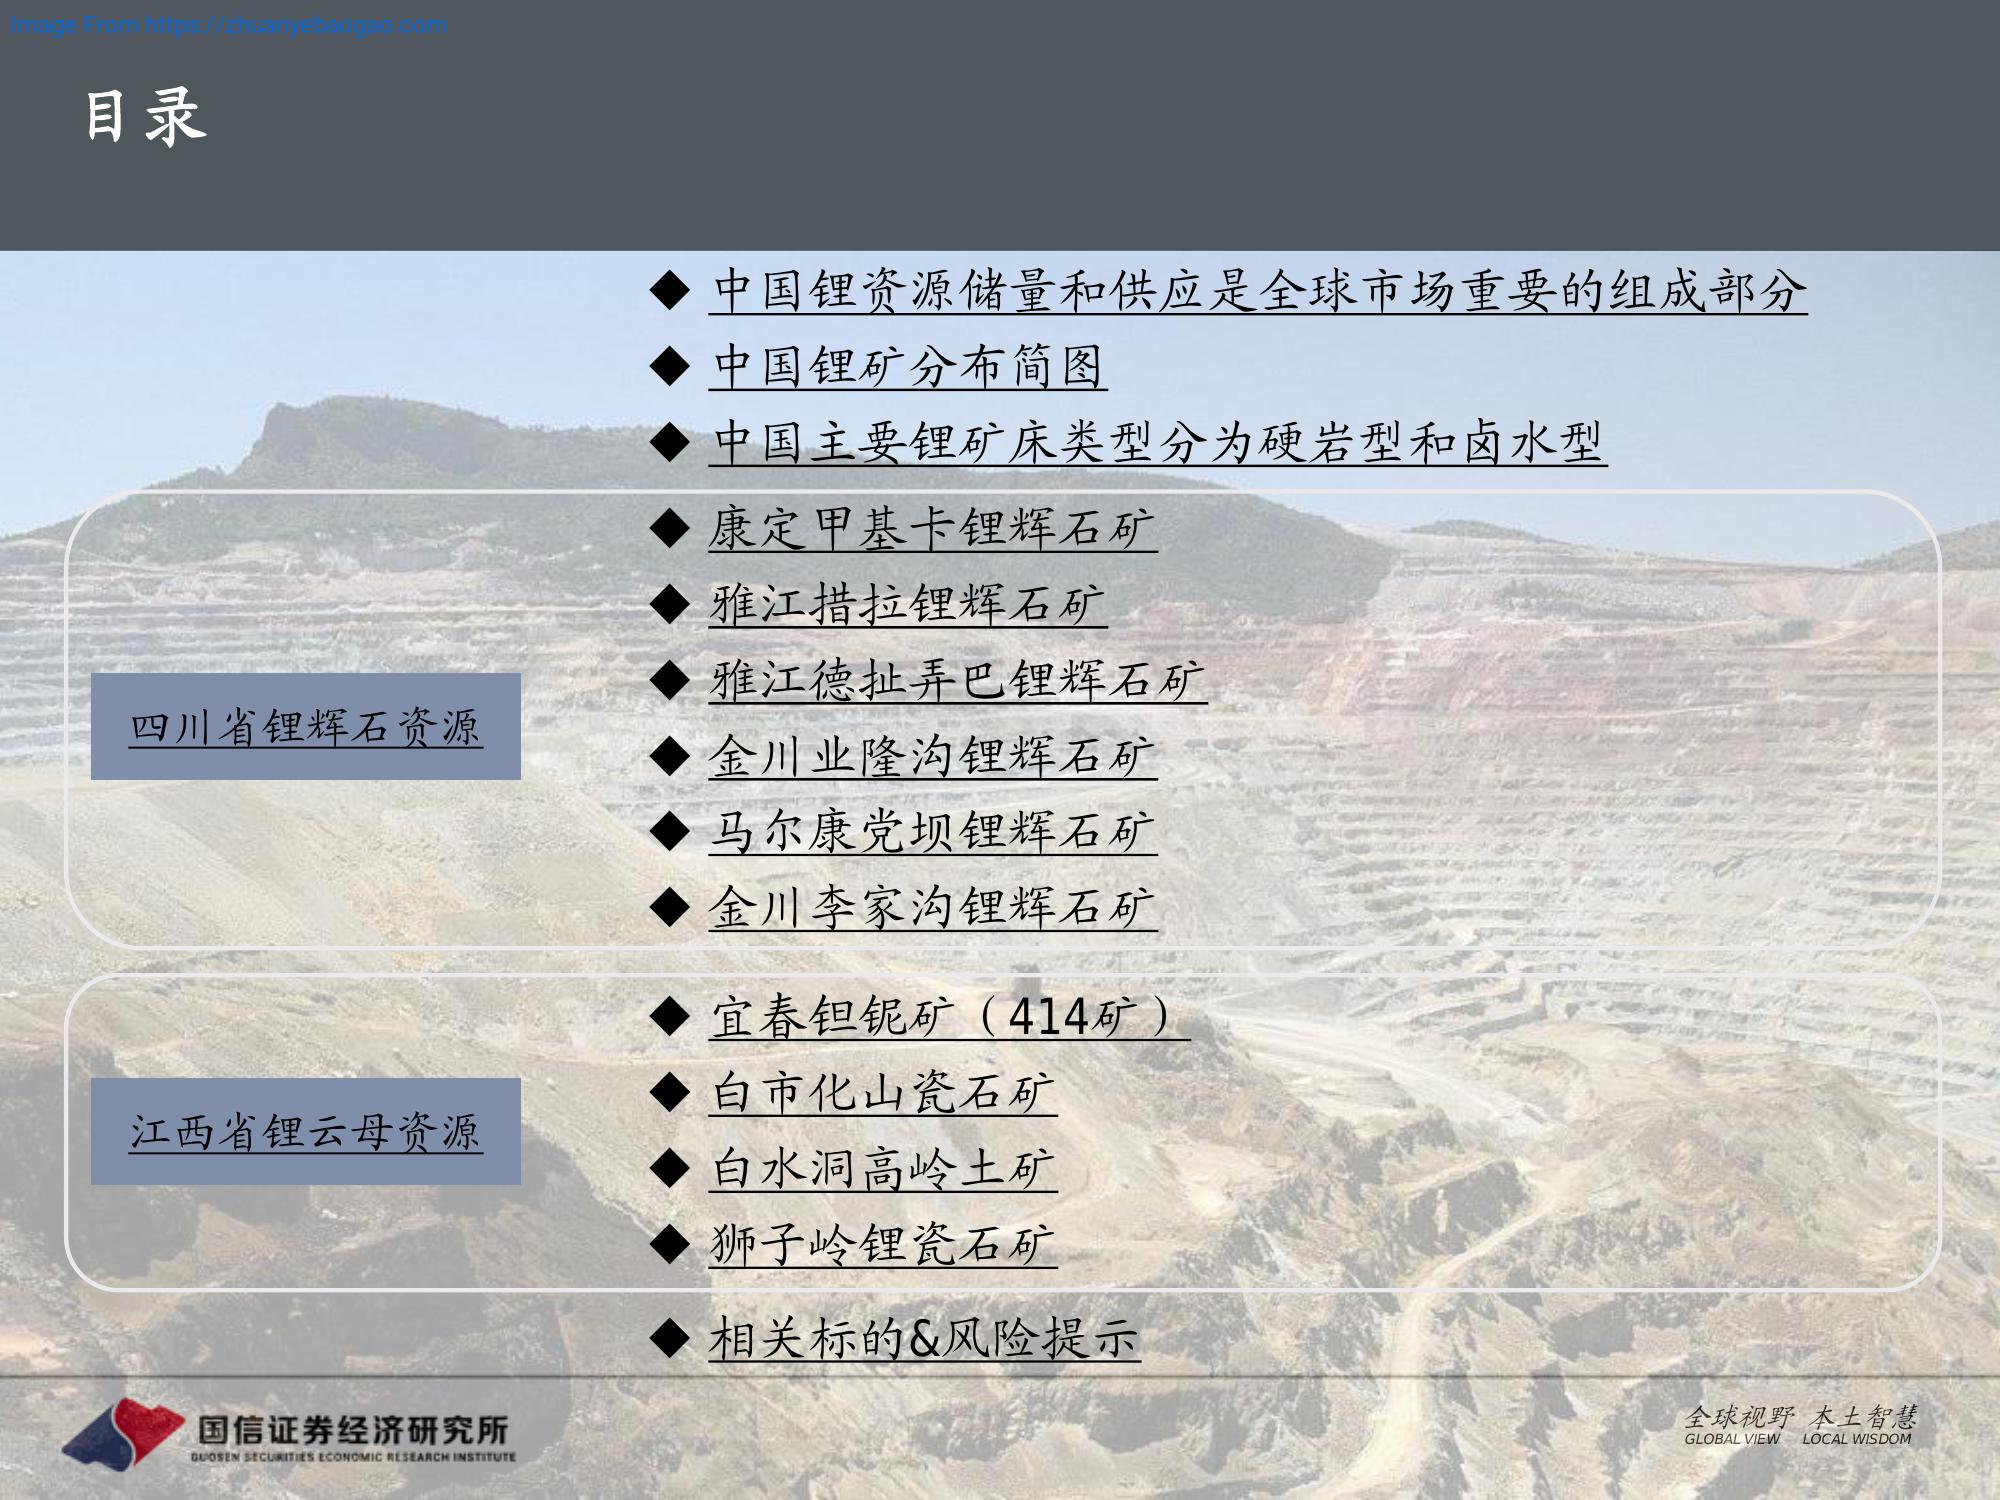 Image From https://zhuanyebaogao.com
目录
◆ 中国锂资源储量和供应是全球市场重要的组成部分
◆ 中国锂矿分布简图
◆ 中国主要锂矿床类型分为硬岩型和卤水型
四川省锂辉石资源
◆ 康定甲基卡锂辉石矿
◆ 雅江措拉锂辉石矿
◆ 雅江德扯弄巴锂辉石矿
◆ 金川业隆沟锂辉石矿
◆ 马尔康党坝锂辉石矿
◆ 金川李家沟锂辉石矿
江西省锂云母资源
◆ 宜春钽铌矿（414矿）
◆ 白市化山瓷石矿
◆ 白水洞高岭土矿
◆ 狮子岭锂瓷石矿
◆ 相关标的&风险提示
国信证券经济研究所
GUOSEN SECURITIES ECONOMIC RESEARCH INSTITUTE
全球视野 本土智慧
GLOBAL VIEW LOCAL WISDOM